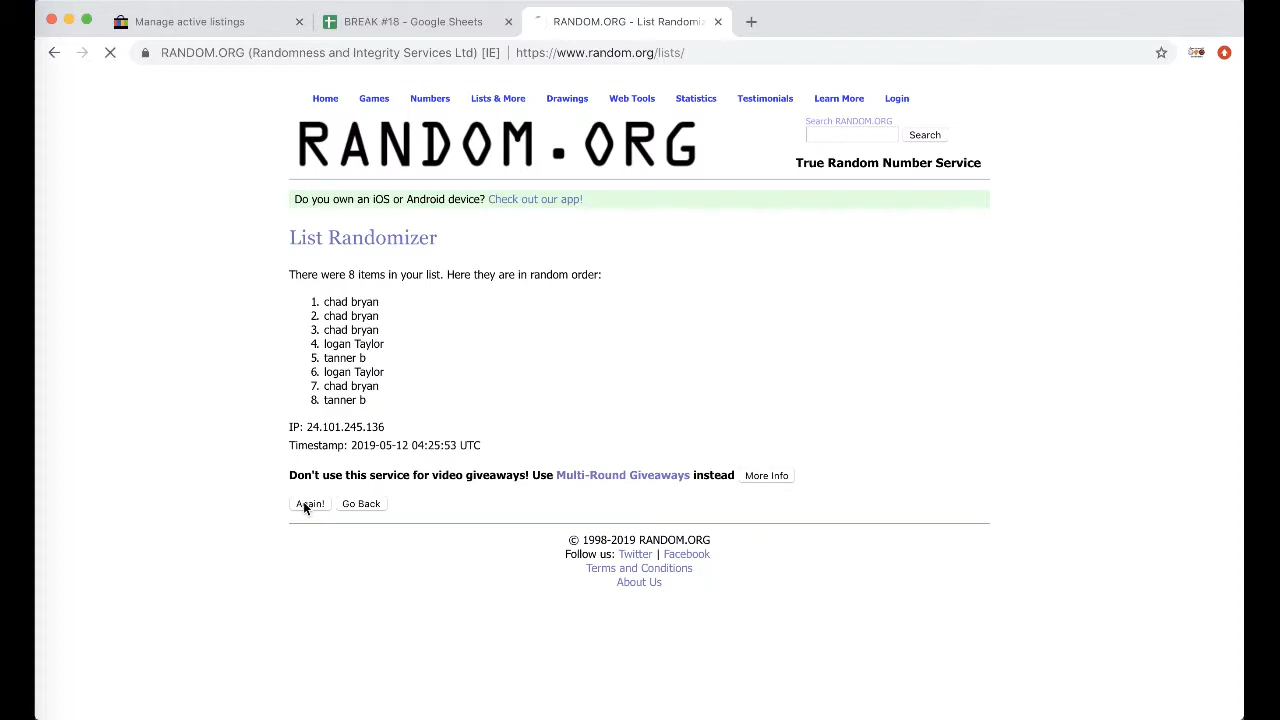 Manage active listings
BREAK #18 - Google Sheets
RANDOM.ORG - List Randomiz
RANDOM.ORG (Randomness and Integrity Services Ltd) [IE] | https://www.random.org/lists/
Home Games Numbers Lists & More Drawings Web Tools Statistics Testimonials Learn More Login
Search RANDOM.ORG
RANDOM.ORG
Search
True Random Number Service
Do you own an iOS or Android device? Check out our app!
List Randomizer
There were 8 items in your list. Here they are in random order:
1. chad bryan
2. chad bryan
3. chad bryan
4. logan Taylor
5. tanner b
6. logan Taylor
7. chad bryan
8. tanner b
IP: 24.101.245.136
Timestamp: 2019-05-12 04:25:53 UTC
Don't use this service for video giveaways! Use Multi-Round Giveaways instead More Info
Again! Go Back
© 1998-2019 RANDOM.ORG
Follow us: Twitter | Facebook
Terms and Conditions
About Us